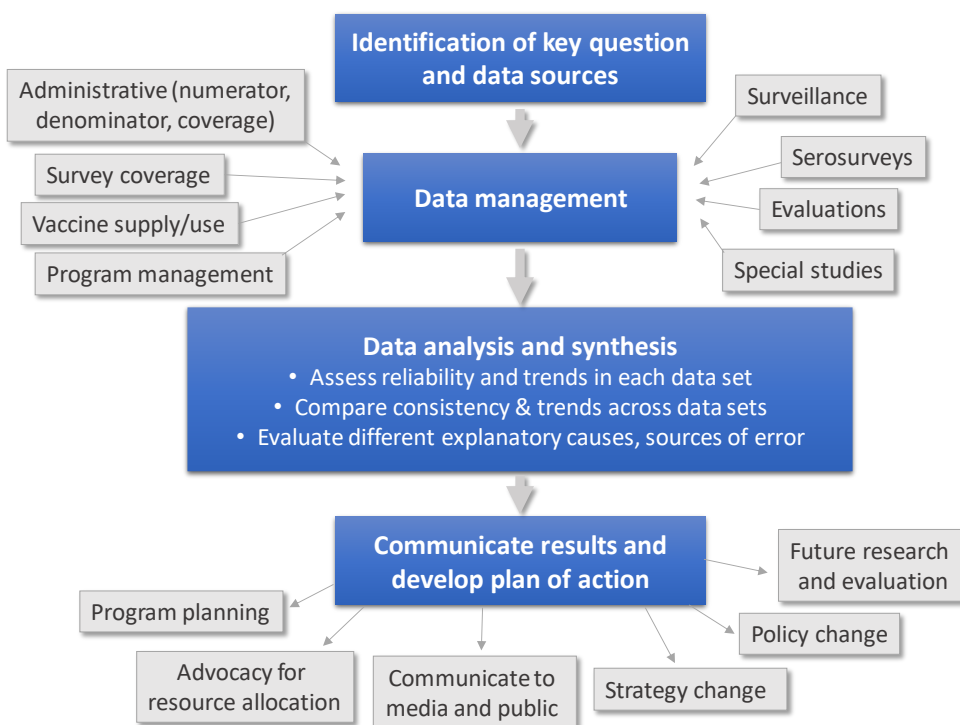 Identification of key question
and data sources
Administrative (numerator,
denominator, coverage)
Survey coverage
Vaccine supply/use
Program management
Surveillance
Serosurveys
Evaluations
Special studies
Data management
Data analysis and synthesis
• Assess reliability and trends in each data set
• Compare consistency & trends across data sets
• Evaluate different explanatory causes, sources of error
Communicate results and
develop plan of action
Program planning
Advocacy for
resource allocation
Communicate to
media and public
Strategy change
Policy change
Future research
and evaluation